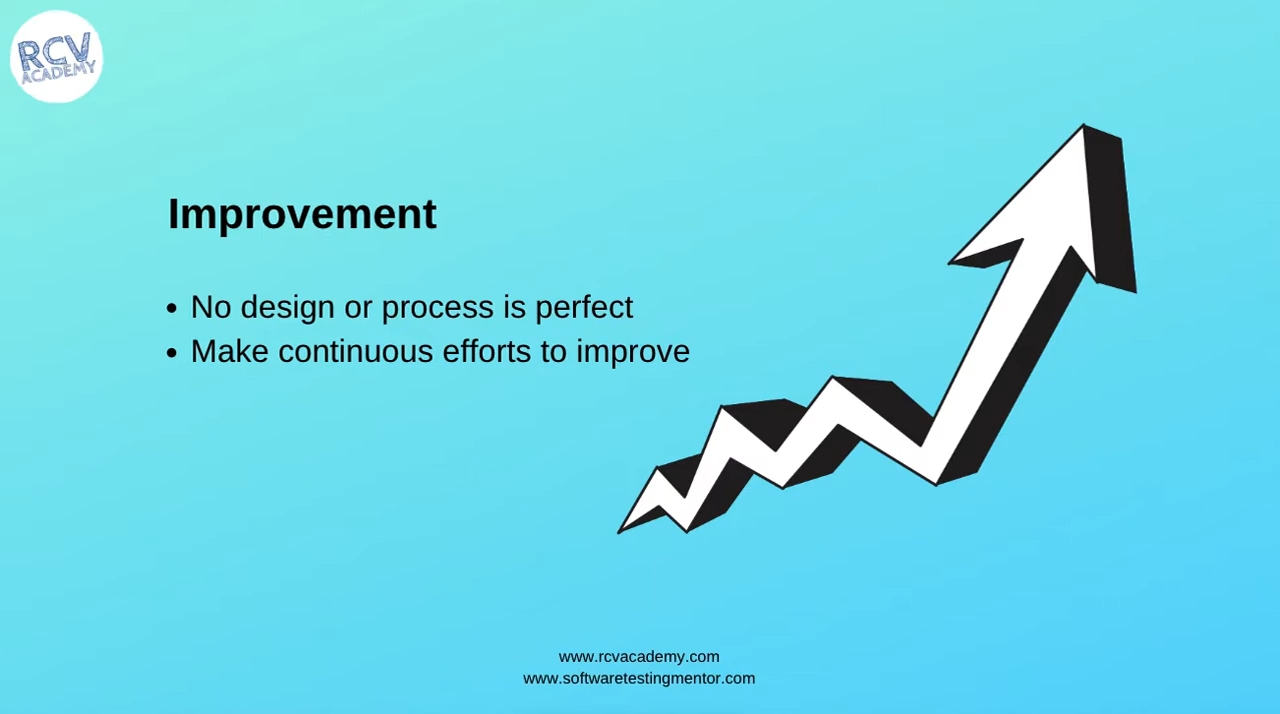 RCV
ACADEMY
Improvement
• No design or process is perfect
• Make continuous efforts to improve
www.rcvacademy.com
www.softwaretestingmentor.com